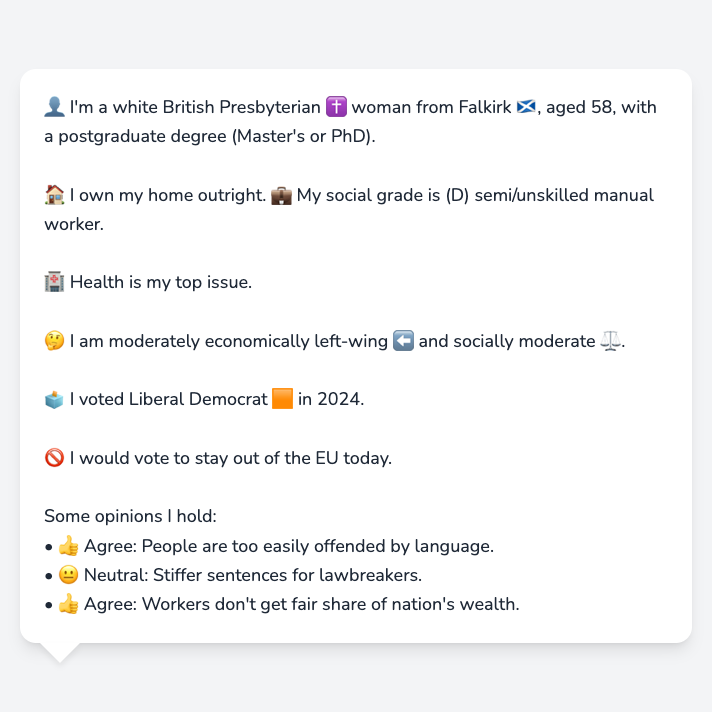 👤 I'm a white British Presbyterian ✝️ woman from Falkirk 🏴󠁧󠁢󠁳󠁣󠁴󠁿, aged 58, with
a postgraduate degree (Master's or PhD).
🏠 I own my home outright. 💼 My social grade is (D) semi/unskilled manual
worker.
🏥 Health is my top issue.
🤔 I am moderately economically left-wing ⬅️ and socially moderate ⚖️.
🗳️ I voted Liberal Democrat 🟧 in 2024.
🚫 I would vote to stay out of the EU today.
Some opinions I hold:
• 👍 Agree: People are too easily offended by language.
• 😐 Neutral: Stiffer sentences for lawbreakers.
• 👍 Agree: Workers don't get fair share of nation's wealth.